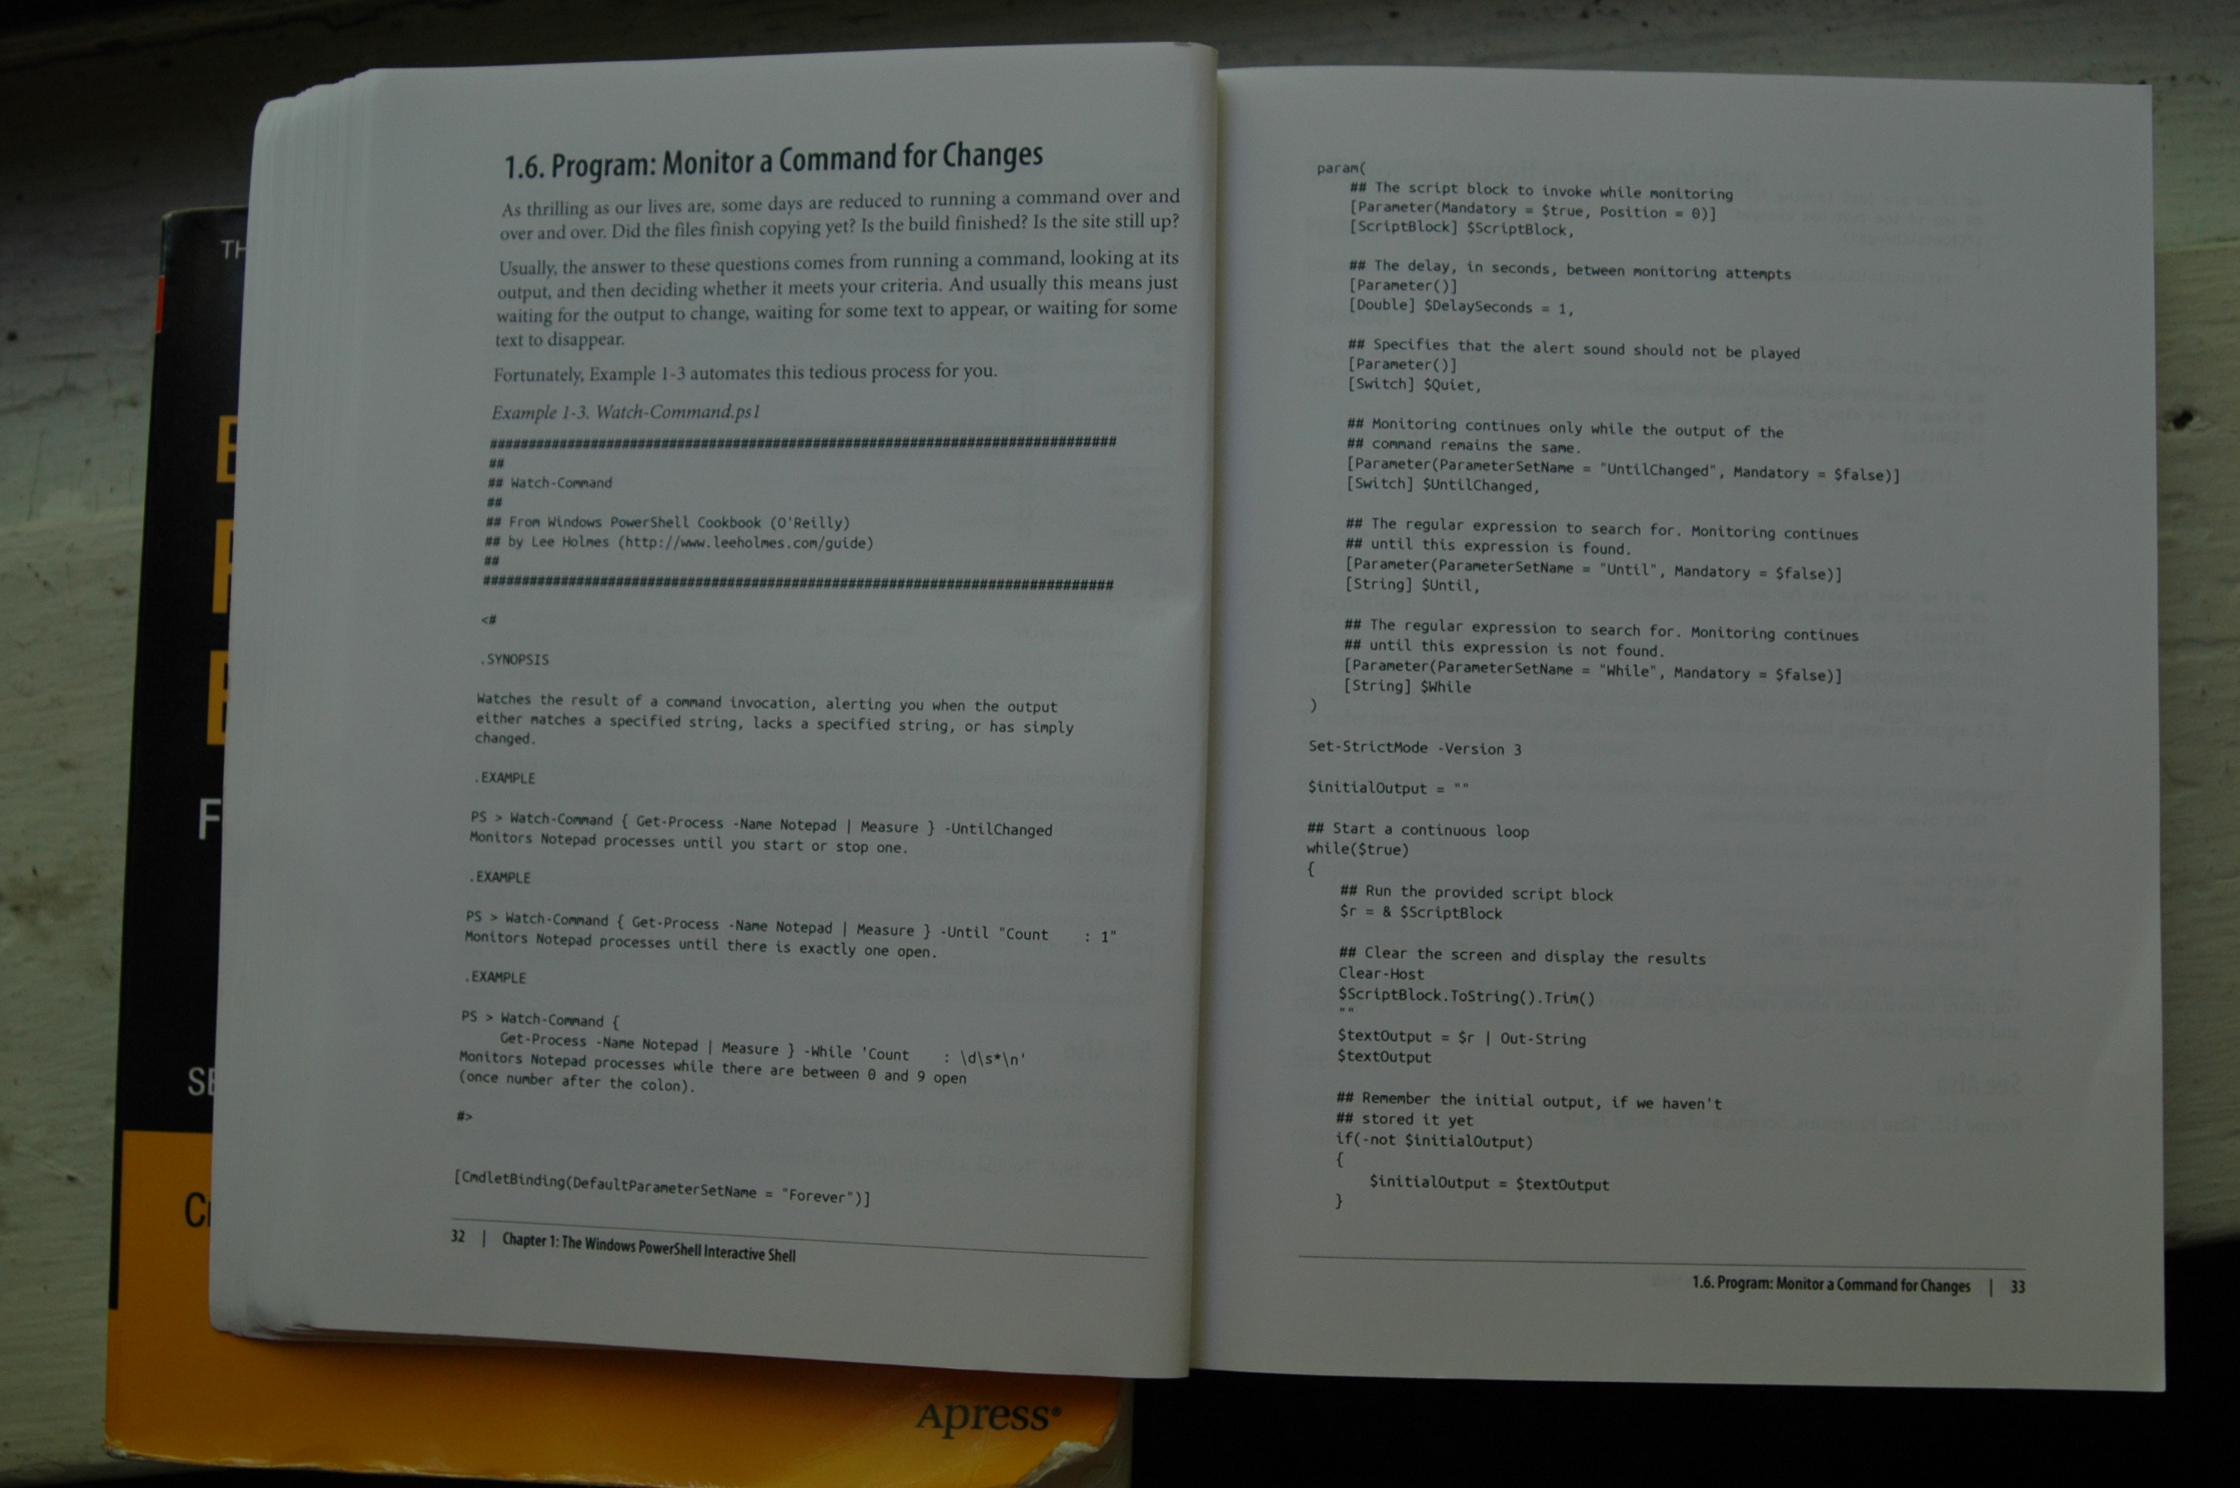 1.6. Program: Monitor a Command for Changes
As thrilling as our lives are, some days are reduced to running a command over and
over and over. Did the files finish copying yet? Is the build finished? Is the site still up?
Usually, the answer to these questions comes from running a command, looking at its
output, and then deciding whether it meets your criteria. And usually this means just
waiting for the output to change, waiting for some text to appear, or waiting for some
text to disappear.
Fortunately, Example 1-3 automates this tedious process for you.
Example 1-3. Watch-Command.ps1
##############################################################################
##
## Watch-Command
##
## From Windows PowerShell Cookbook (O'Reilly)
## by Lee Holmes (http://www.leeholmes.com/guide)
##
##############################################################################
<#
.SYNOPSIS
Watches the result of a command invocation, alerting you when the output
either matches a specified string, lacks a specified string, or has simply
changed.
.EXAMPLE
PS > Watch-Command { Get-Process -Name Notepad | Measure } -UntilChanged
Monitors Notepad processes until you start or stop one.
.EXAMPLE
PS > Watch-Command { Get-Process -Name Notepad | Measure } -Until "Count    : 1"
Monitors Notepad processes until there is exactly one open.
.EXAMPLE
PS > Watch-Command {
    Get-Process -Name Notepad | Measure } -While 'Count    : \d\s*\n'
Monitors Notepad processes while there are between 0 and 9 open
(once number after the colon).
#>
[CmdletBinding(DefaultParameterSetName = "Forever")]
32 | Chapter 1: The Windows PowerShell Interactive Shell
param(
    ## The script block to invoke while monitoring
    [Parameter(Mandatory = $true, Position = 0)]
    [ScriptBlock] $ScriptBlock,
    ## The delay, in seconds, between monitoring attempts
    [Parameter()]
    [Double] $DelaySeconds = 1,
    ## Specifies that the alert sound should not be played
    [Parameter()]
    [Switch] $Quiet,
    ## Monitoring continues only while the output of the
    ## command remains the same.
    [Parameter(ParameterSetName = "UntilChanged", Mandatory = $false)]
    [Switch] $UntilChanged,
    ## The regular expression to search for. Monitoring continues
    ## until this expression is found.
    [Parameter(ParameterSetName = "Until", Mandatory = $false)]
    [String] $Until,
    ## The regular expression to search for. Monitoring continues
    ## until this expression is not found.
    [Parameter(ParameterSetName = "While", Mandatory = $false)]
    [String] $While
)
Set-StrictMode -Version 3
$initialOutput = ""
## Start a continuous loop
while($true)
{
    ## Run the provided script block
    $r = & $ScriptBlock
    ## Clear the screen and display the results
    Clear-Host
    $ScriptBlock.ToString().Trim()
    ""
    $textOutput = $r | Out-String
    $textOutput
    ## Remember the initial output, if we haven't
    ## stored it yet
    if(-not $initialOutput)
    {
        $initialOutput = $textOutput
    }
1.6. Program: Monitor a Command for Changes | 33
Apress®